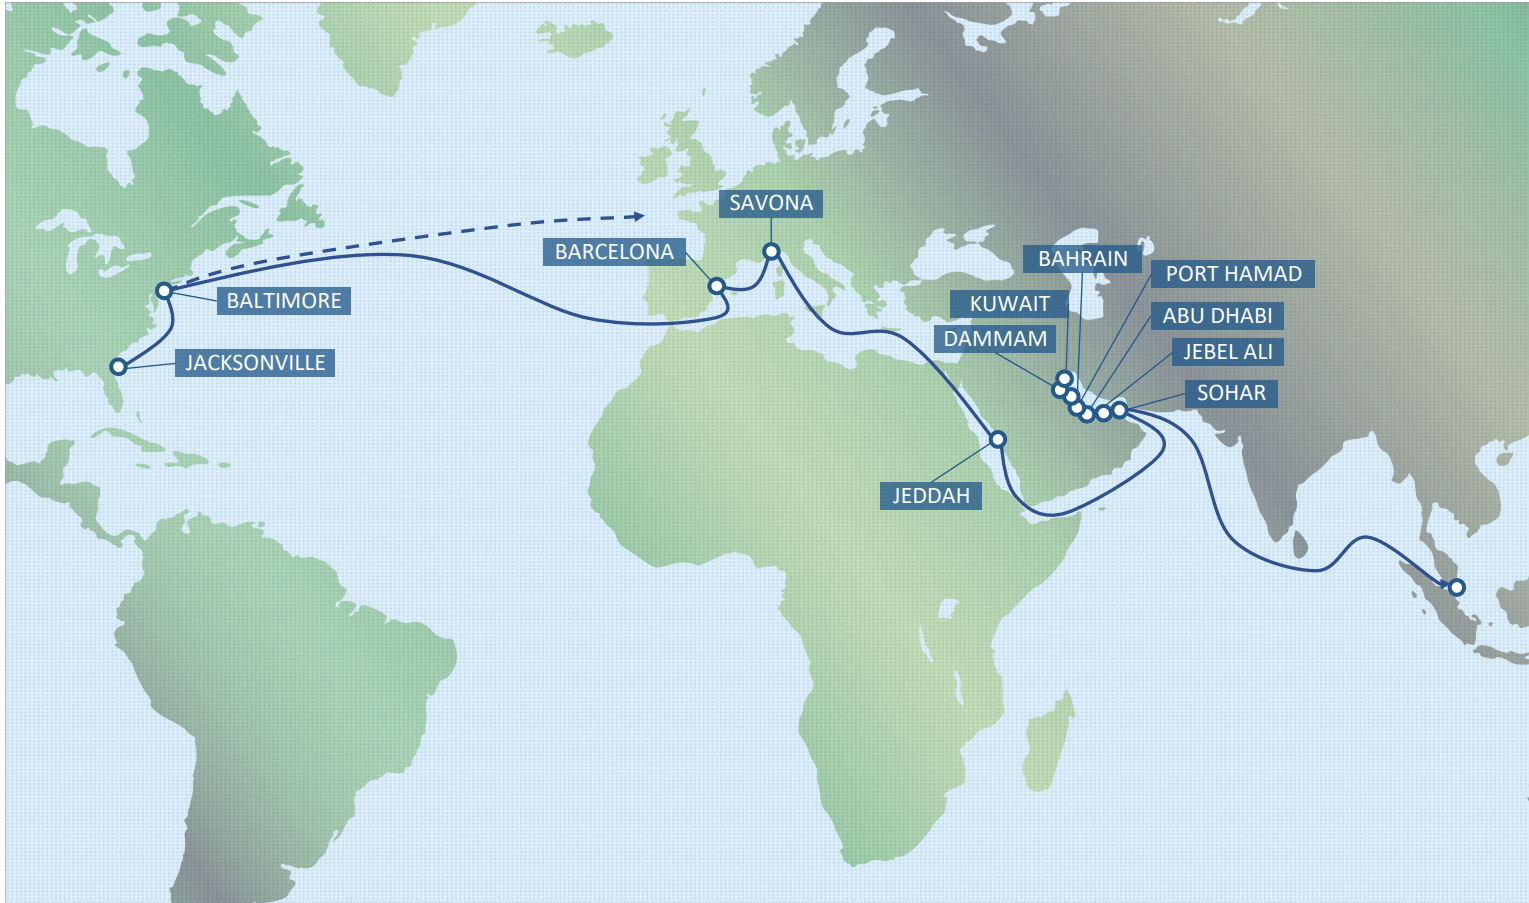 SAVONA
BARCELONA
BAHRAIN
PORT HAMAD
KUWAIT
BALTIMORE
ABU DHABI
DAMMAM
JEBEL ALI
JACKSONVILLE
SOHAR
JEDDAH